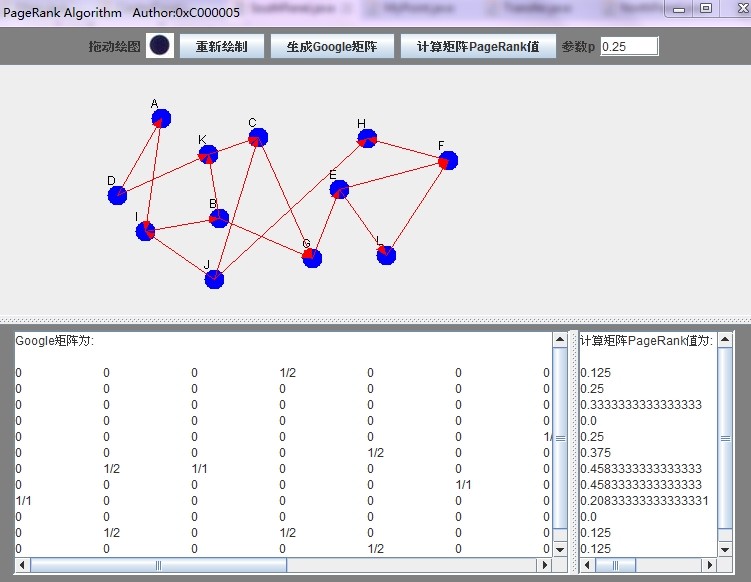 PageRank Algorithm Author:0xC000005
拖动绘图 重新绘制 生成Google矩阵 计算矩阵PageRank值 参数p 0.25
A
C
H
K
F
E
D
B
I
G
L
J
Google矩阵为:
0 0 0 1/2 0 0 0
0 0 0 0 0 0 0
0 0 0 0 0 0 0
0 0 0 0 0 0 0
0 0 0 0 0 0 1/
0 0 0 0 1/2 0 0
0 1/2 1/1 0 0 0 0
0 0 0 0 0 1/1 0
1/1 0 0 0 0 0 0
0 0 0 0 0 0 0
0 1/2 0 1/2 0 0 0
0 0 0 0 1/2 0 0
计算矩阵PageRank值为:
0.125
0.25
0.3333333333333333
0.0
0.25
0.375
0.4583333333333333
0.4583333333333333
0.20833333333333331
0.0
0.125
0.125